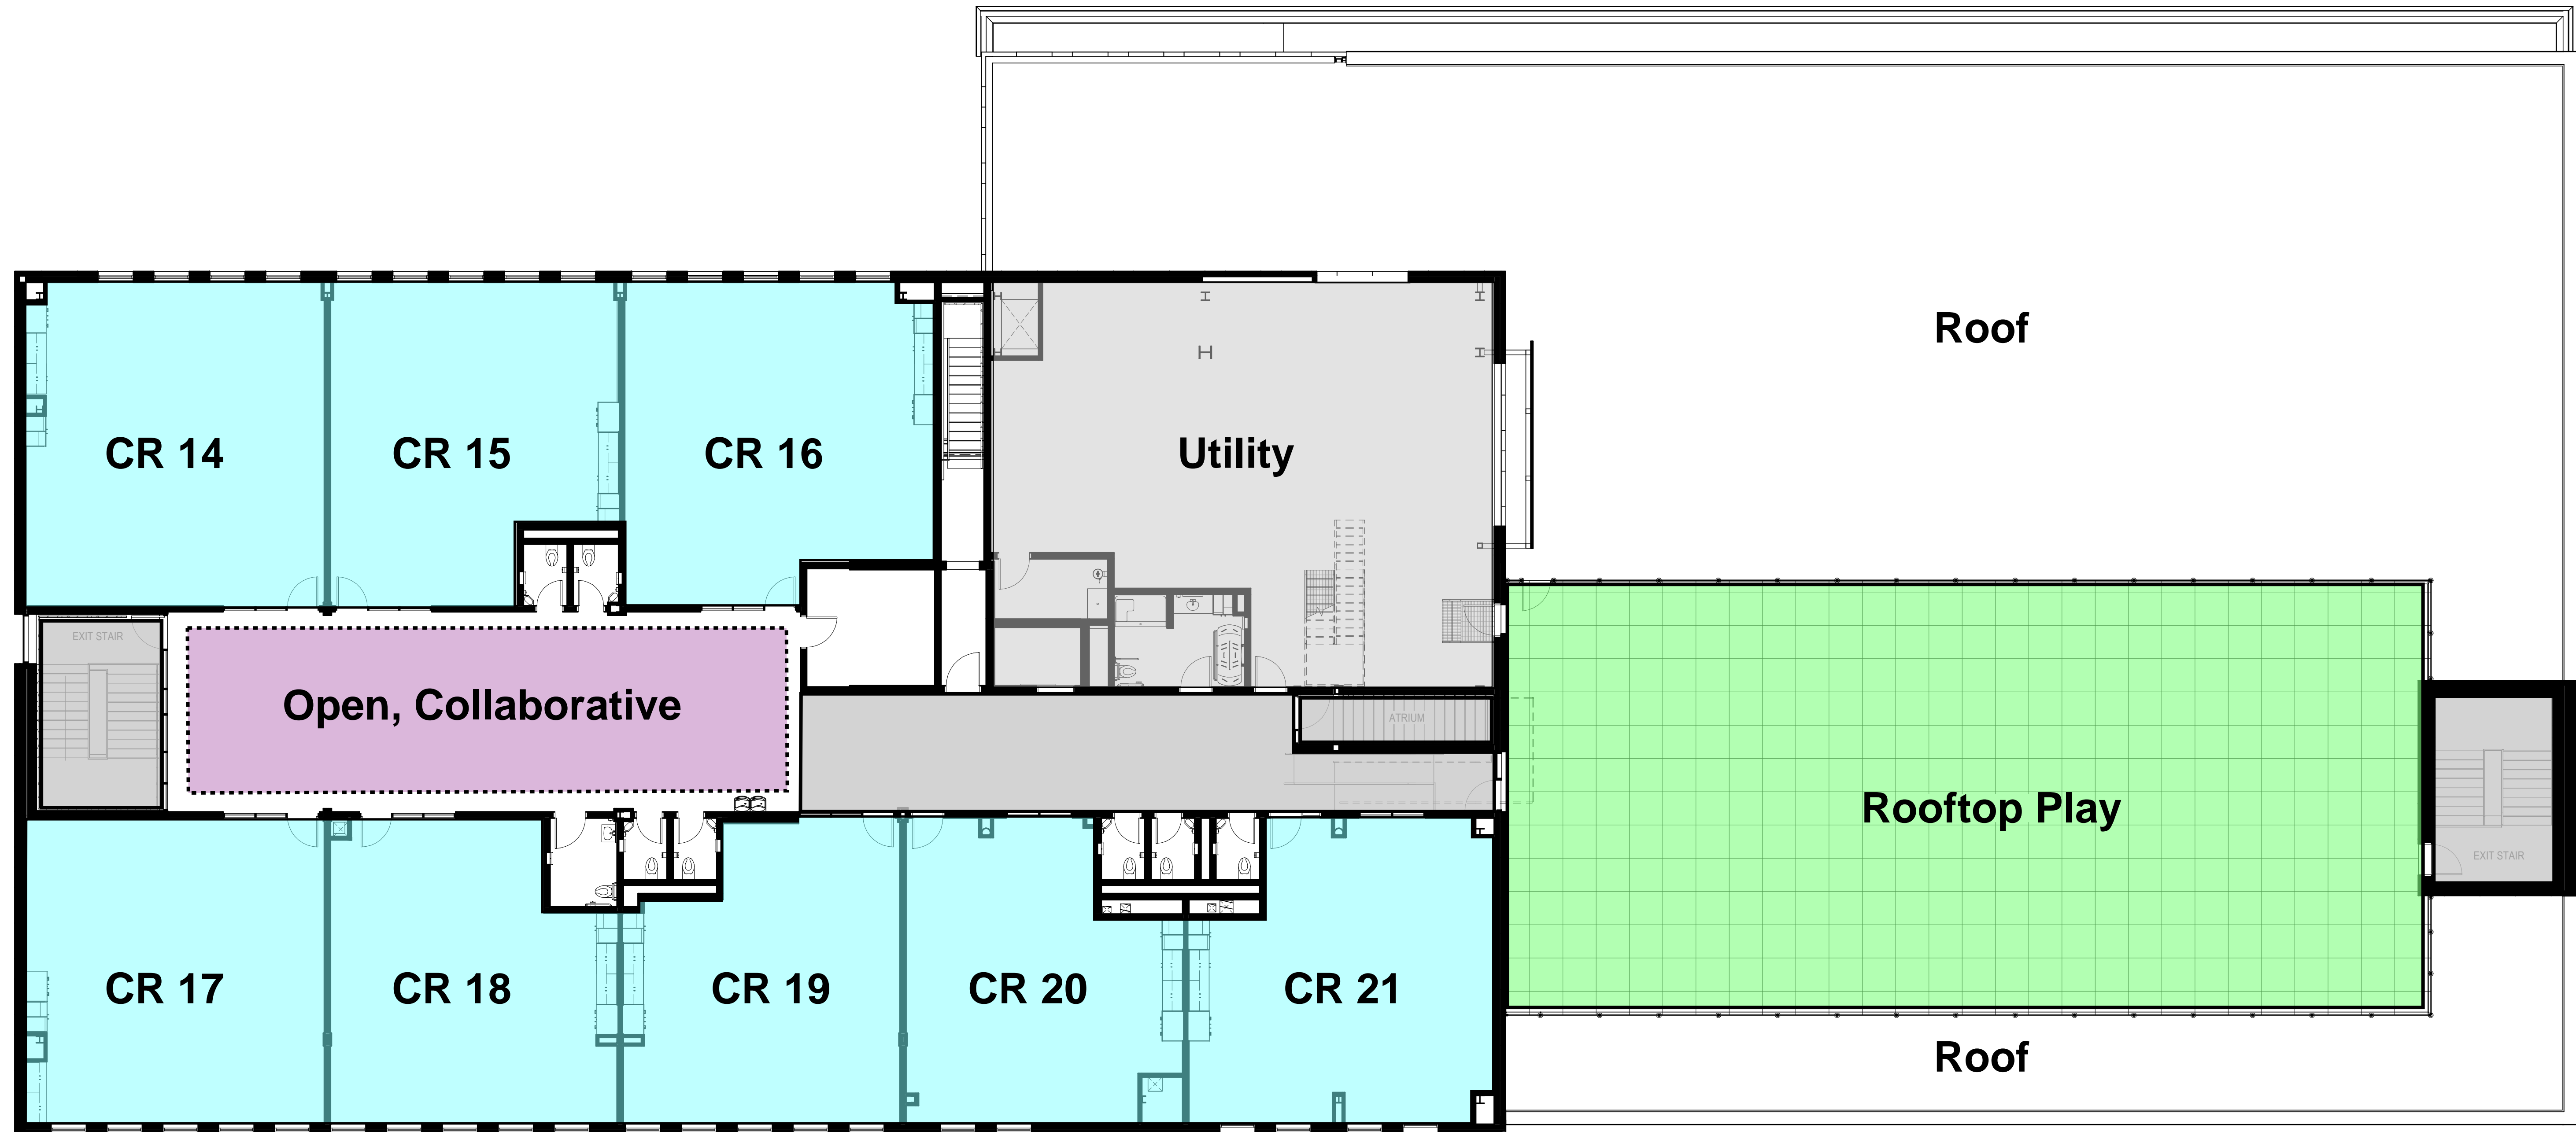 Roof
CR 14
CR 15
CR 16
Utility
EXIT STAIR
Open, Collaborative
ATRIUM
Rooftop Play
EXIT STAIR
CR 17
CR 18
CR 19
CR 20
CR 21
Roof